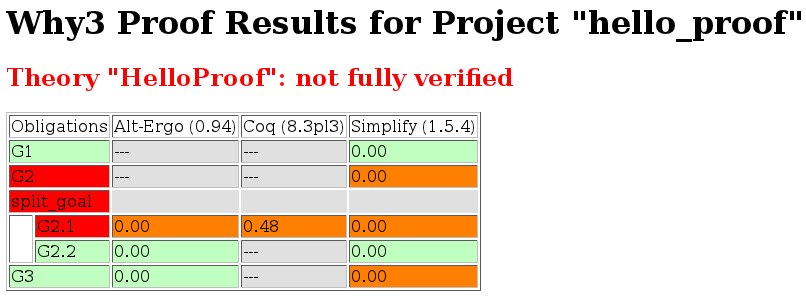 Why3 Proof Results for Project "hello_proof"
Theory "HelloProof": not fully verified
Obligations Alt-Ergo (0.94) Coq (8.3pl3) Simplify (1.5.4)
G1 --- --- 0.00
G2 --- --- 0.00
split_goal
G2.1 0.00 0.48 0.00
G2.2 0.00 --- 0.00
G3 0.00 --- 0.00